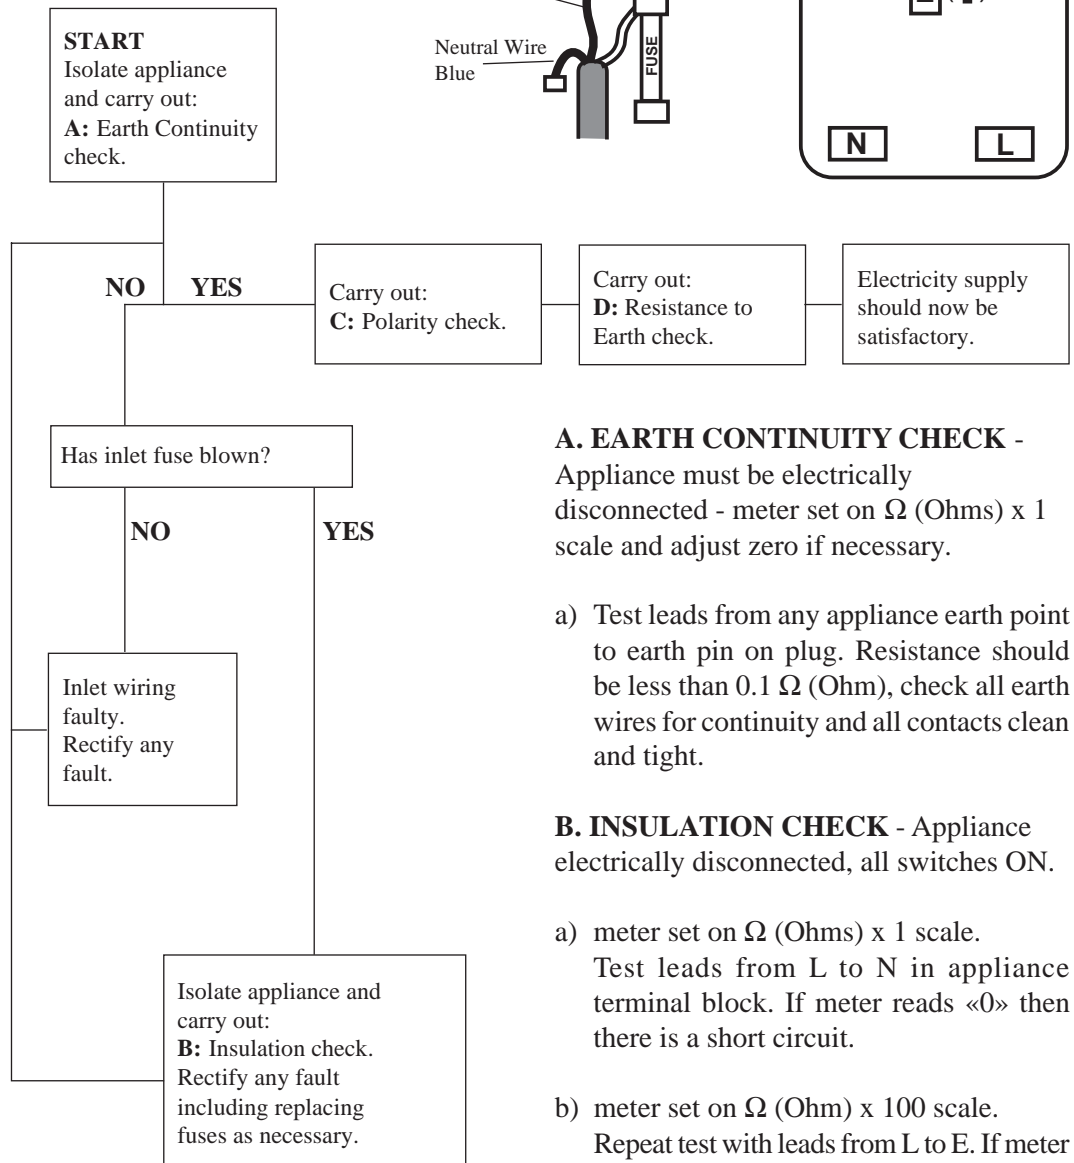 START
Isolate appliance
and carry out:
A: Earth Continuity
check.
Neutral Wire
Blue
FUSE
N
L
NO
YES
Carry out:
C: Polarity check.
Carry out:
D: Resistance to
Earth check.
Electricity supply
should now be
satisfactory.
Has inlet fuse blown?
NO
YES
Inlet wiring
faulty.
Rectify any
fault.
Isolate appliance and
carry out:
B: Insulation check.
Rectify any fault
including replacing
fuses as necessary.
A. EARTH CONTINUITY CHECK -
Appliance must be electrically
disconnected - meter set on Ω (Ohms) x 1
scale and adjust zero if necessary.
a) Test leads from any appliance earth point
to earth pin on plug. Resistance should
be less than 0.1 Ω (Ohm), check all earth
wires for continuity and all contacts clean
and tight.
B. INSULATION CHECK - Appliance
electrically disconnected, all switches ON.
a) meter set on Ω (Ohms) x 1 scale.
Test leads from L to N in appliance
terminal block. If meter reads «0» then
there is a short circuit.
b) meter set on Ω (Ohm) x 100 scale.
Repeat test with leads from L to E. If meter